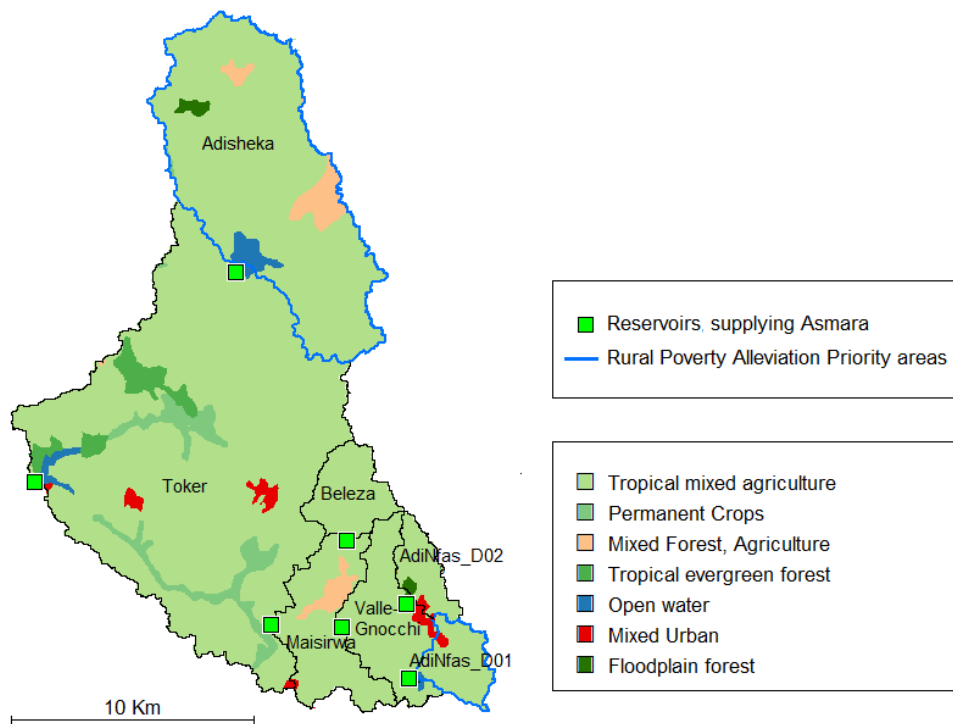 Adisheka
Toker
Beleza
AdiNfas_D02
Valle-
Gnocchi
Maisirwa
AdiNfas_D01
10 Km
Reservoirs, supplying Asmara
Rural Poverty Alleviation Priority areas
Tropical mixed agriculture
Permanent Crops
Mixed Forest, Agriculture
Tropical evergreen forest
Open water
Mixed Urban
Floodplain forest